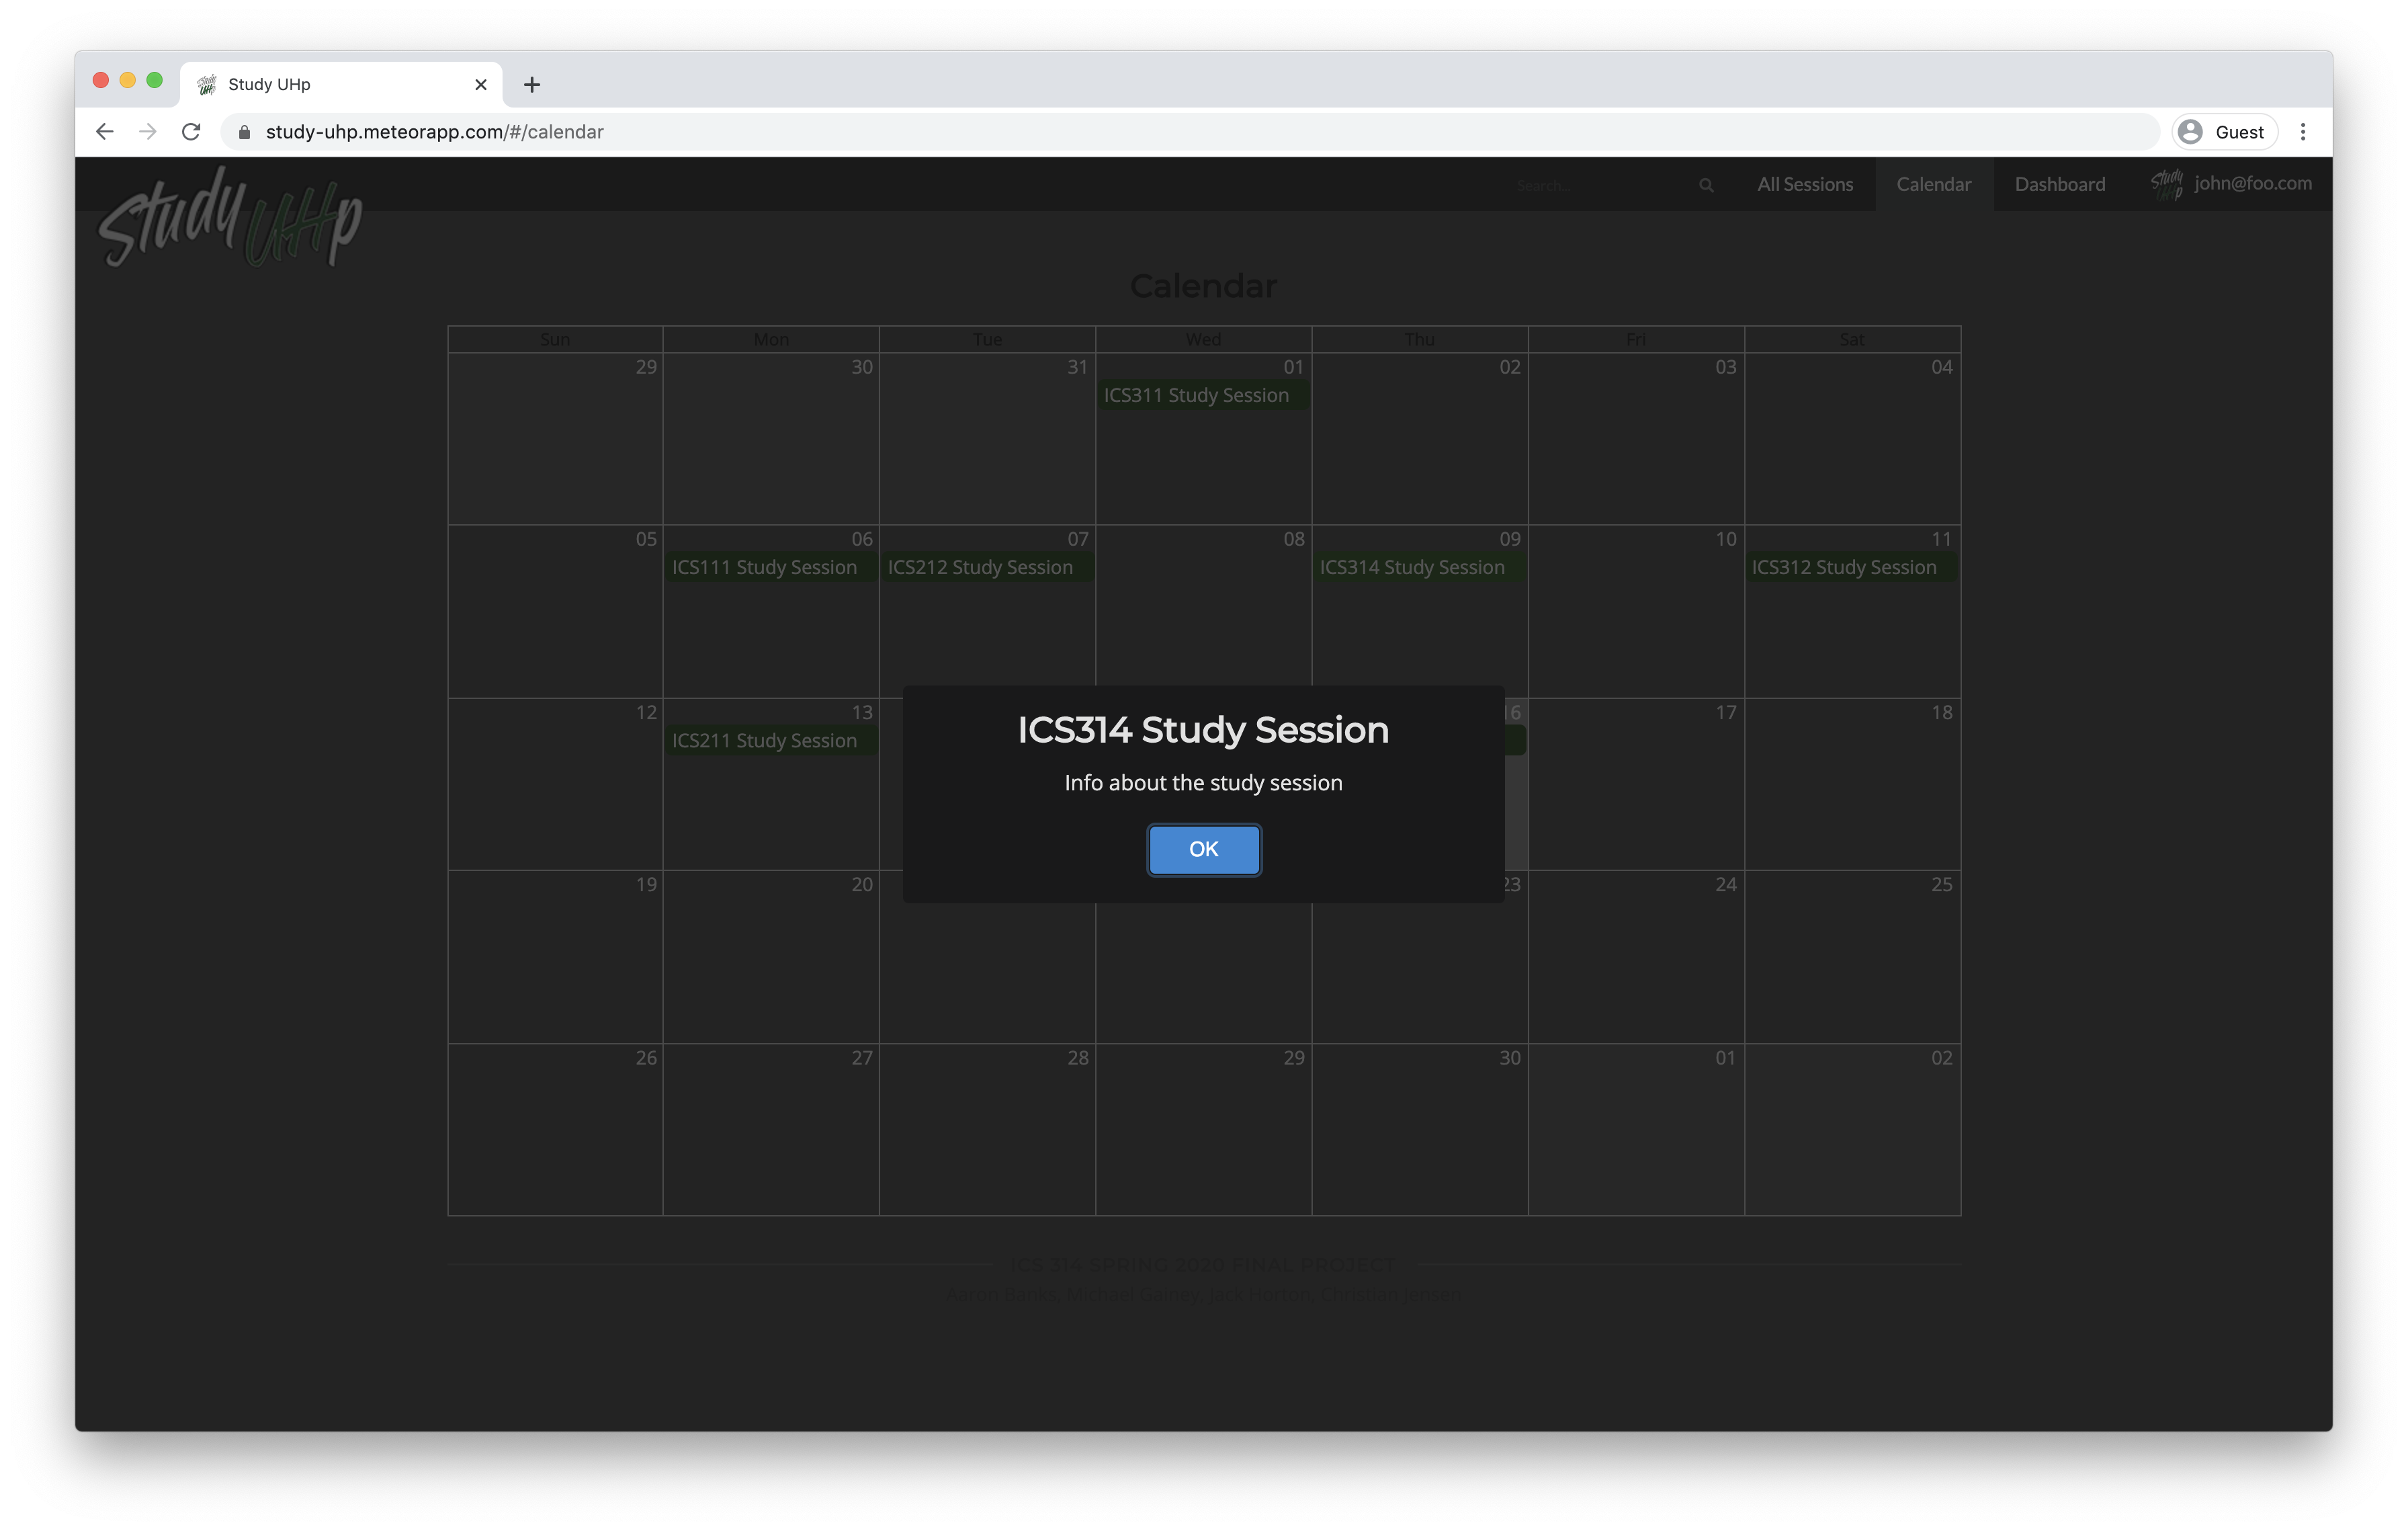 Study UHp
study-uhp.meteorapp.com/#/calendar
Guest
Study UHp
Search...
All Sessions
Calendar
Dashboard
Study UHp
john@foo.com
Calendar
Sun Mon Tue Wed Thu Fri Sat
29 30 31 01 02 03 04
ICS311 Study Session
05 06 07 08 09 10 11
ICS111 Study Session ICS212 Study Session ICS314 Study Session ICS312 Study Session
12 13 16 17 18
ICS211 Study Session
ICS314 Study Session
Info about the study session
OK
19 20 23 24 25
26 27 28 29 30 01 02
ICS 314 SPRING 2020 FINAL PROJECT
Aaron Banks, Michael Jack Horton, Christian Jensen